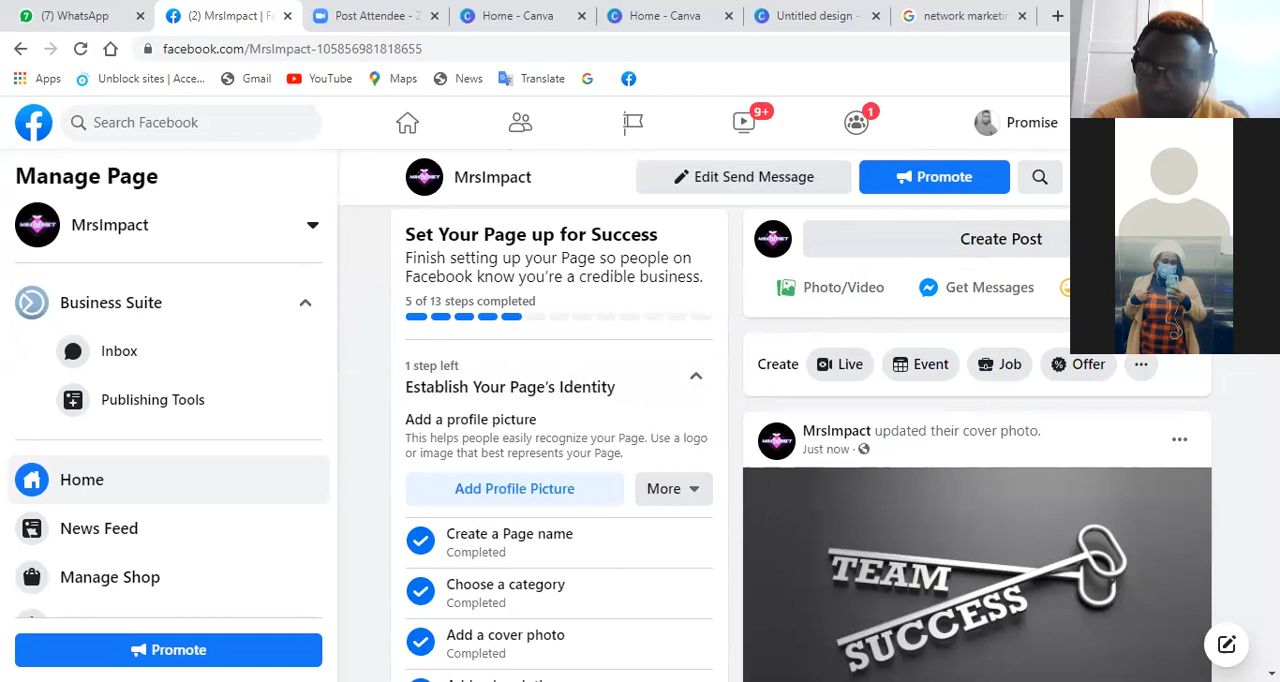 (7) WhatsApp
(2) MrsImpact | Fa
Post Attendee - Z
Home - Canva
Home - Canva
Untitled design -
network marketin
facebook.com/MrsImpact-105856981818655
Apps
Unblock sites | Acce...
Gmail
YouTube
Maps
News
Translate
Search Facebook
9+
1
Promise
Manage Page
MrsImpact
Business Suite
Inbox
Publishing Tools
Home
News Feed
Manage Shop
Promote
MrsImpact
Edit Send Message
Promote
Set Your Page up for Success
Finish setting up your Page so people on
Facebook know you're a credible business.
5 of 13 steps completed
1 step left
Establish Your Page's Identity
Add a profile picture
This helps people easily recognize your Page. Use a logo
or image that best represents your Page.
Add Profile Picture
More
Create a Page name
Completed
Choose a category
Completed
Add a cover photo
Completed
Create Post
Photo/Video
Get Messages
Create
Live
Event
Job
Offer
MrsImpact updated their cover photo.
Just now ·
TEAM
SUCCESS